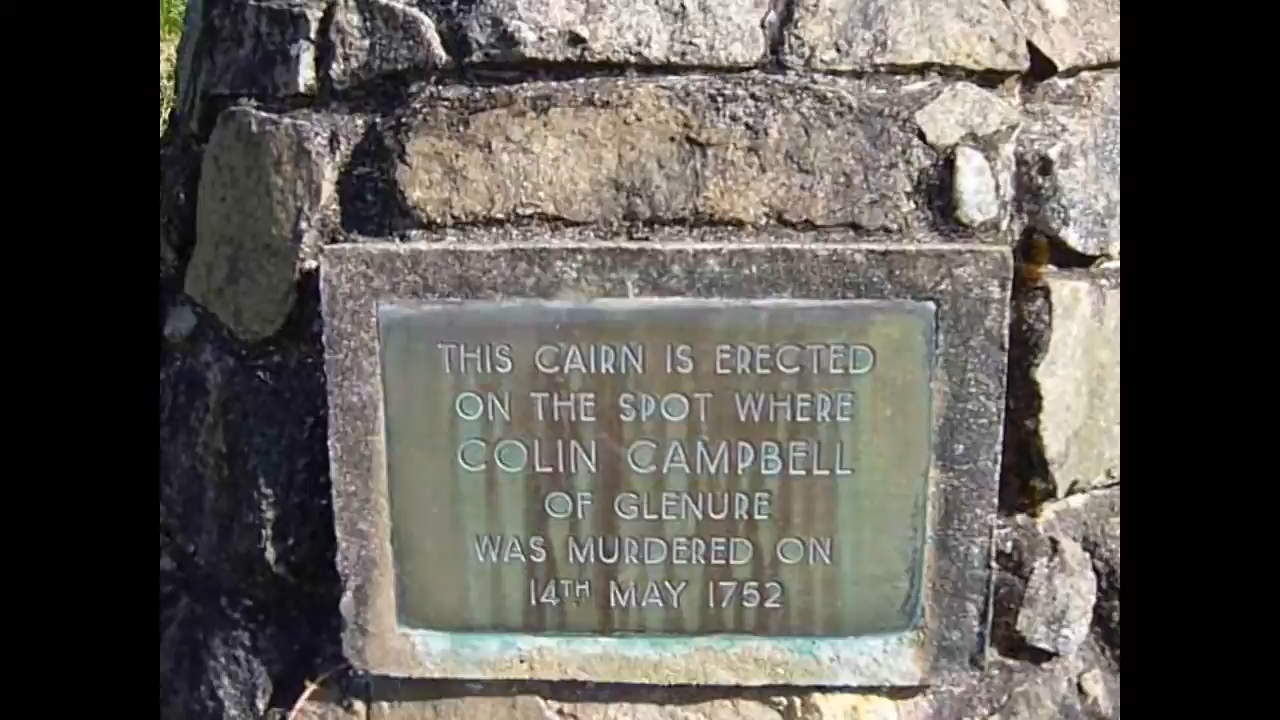 THIS CAIRN IS ERECTED
ON THE SPOT WHERE
COLIN CAMPBELL
OF GLENURE
WAS MURDERED ON
14TH MAY 1752